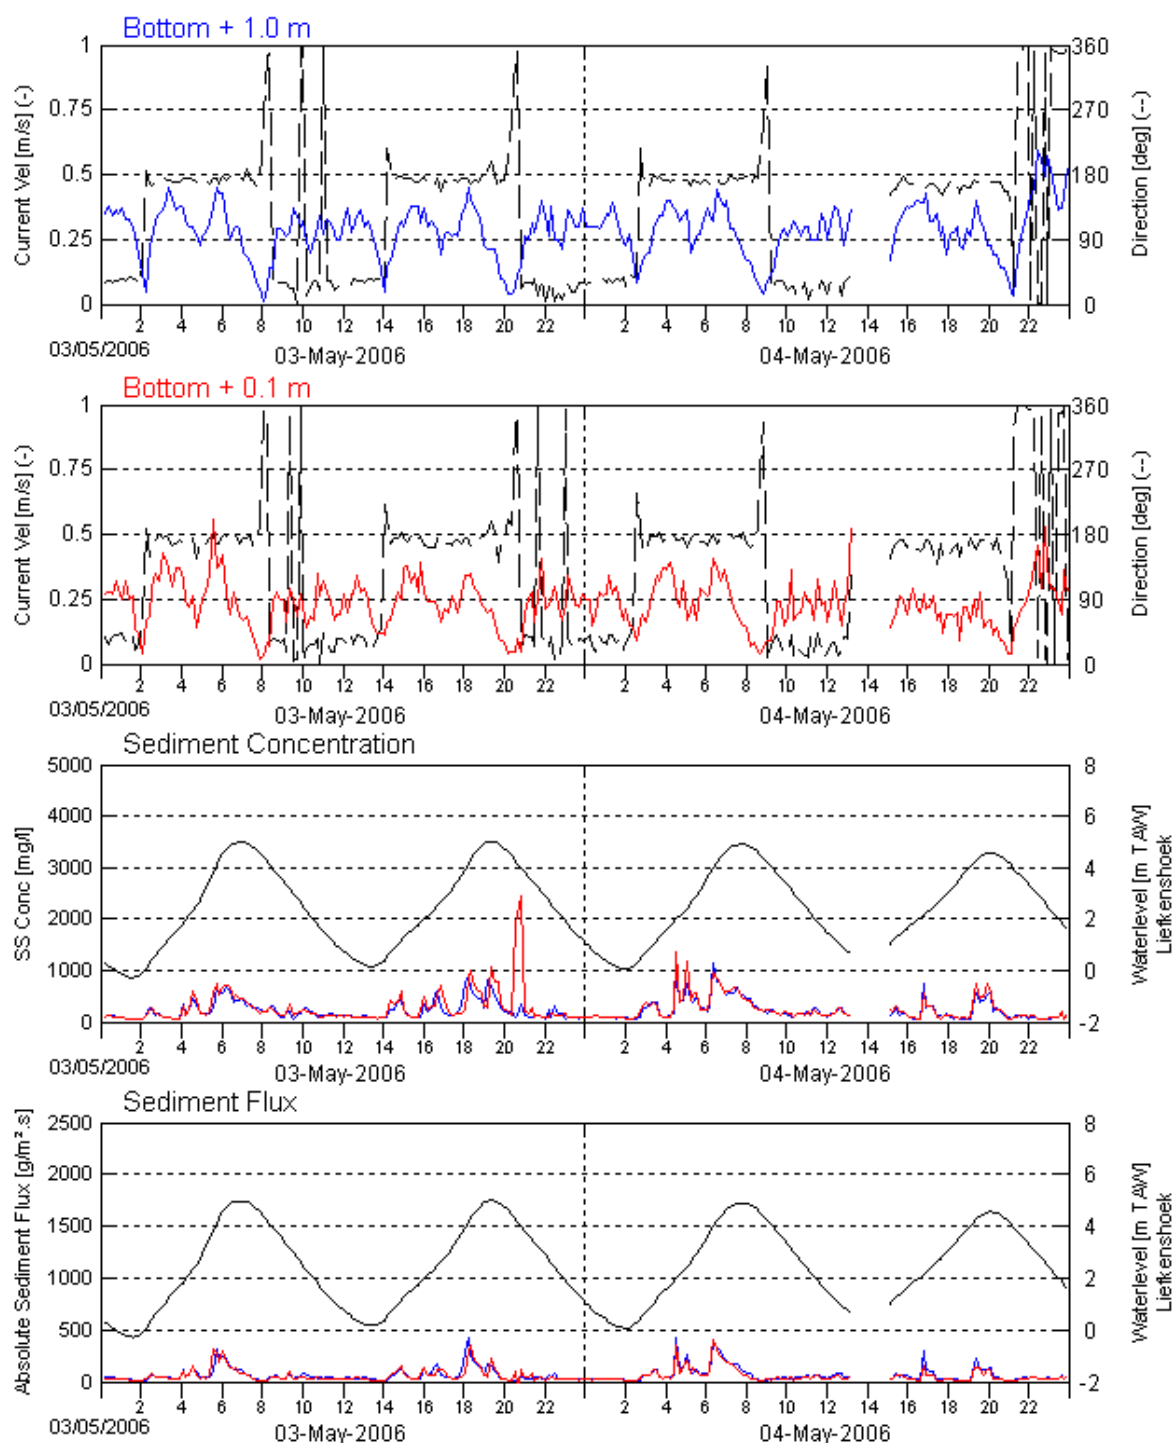 Bottom + 1.0 m
1 0.75 0.5 0.25 0
Current Vel [m/s] (-)
360 270 180 90 0
Direction [deg] (--)
2 4 6 8 10 12 14 16 18 20 22 2 4 6 8 10 12 14 16 18 20 22
03/05/2006 03-May-2006 04-May-2006
Bottom + 0.1 m
1 0.75 0.5 0.25 0
Current Vel [m/s] (-)
360 270 180 90 0
Direction [deg] (--)
2 4 6 8 10 12 14 16 18 20 22 2 4 6 8 10 12 14 16 18 20 22
03/05/2006 03-May-2006 04-May-2006
Sediment Concentration
5000 4000 3000 2000 1000 0
SS Conc [mg/l]
8 6 4 2 0 -2
Waterlevel [m TAW]
Liefkenshoek
2 4 6 8 10 12 14 16 18 20 22 2 4 6 8 10 12 14 16 18 20 22
03/05/2006 03-May-2006 04-May-2006
Sediment Flux
2500 2000 1500 1000 500 0
Absolute Sediment Flux [g/m².s]
8 6 4 2 0 -2
Waterlevel [m TAW]
Liefkenshoek
2 4 6 8 10 12 14 16 18 20 22 2 4 6 8 10 12 14 16 18 20 22
03/05/2006 03-May-2006 04-May-2006